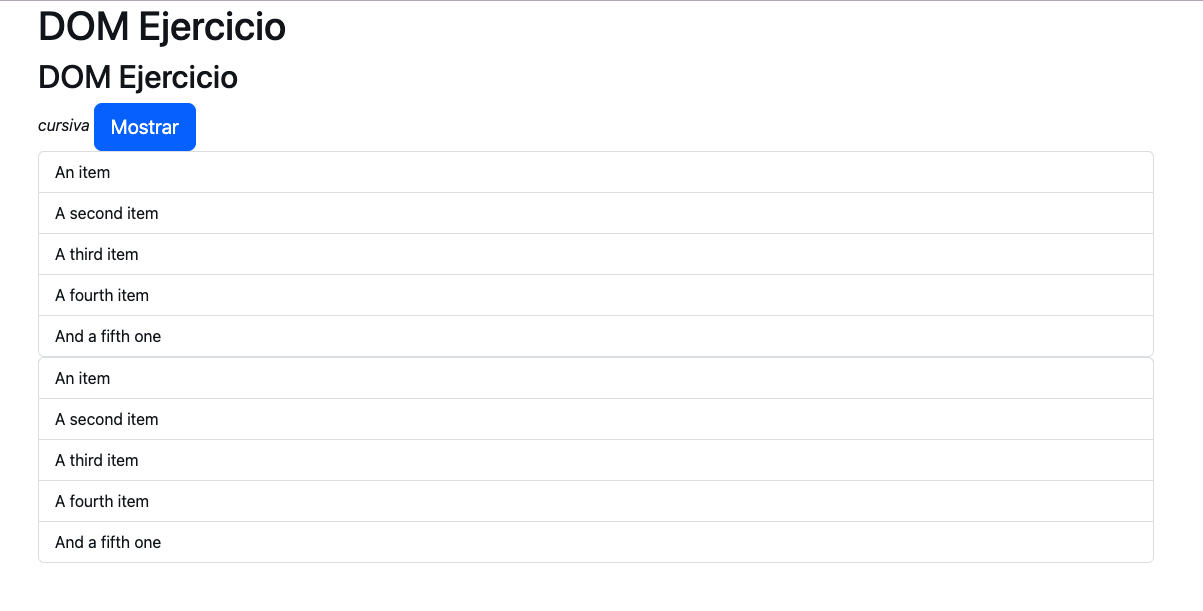 DOM Ejercicio
DOM Ejercicio
cursiva Mostrar
An item
A second item
A third item
A fourth item
And a fifth one
An item
A second item
A third item
A fourth item
And a fifth one